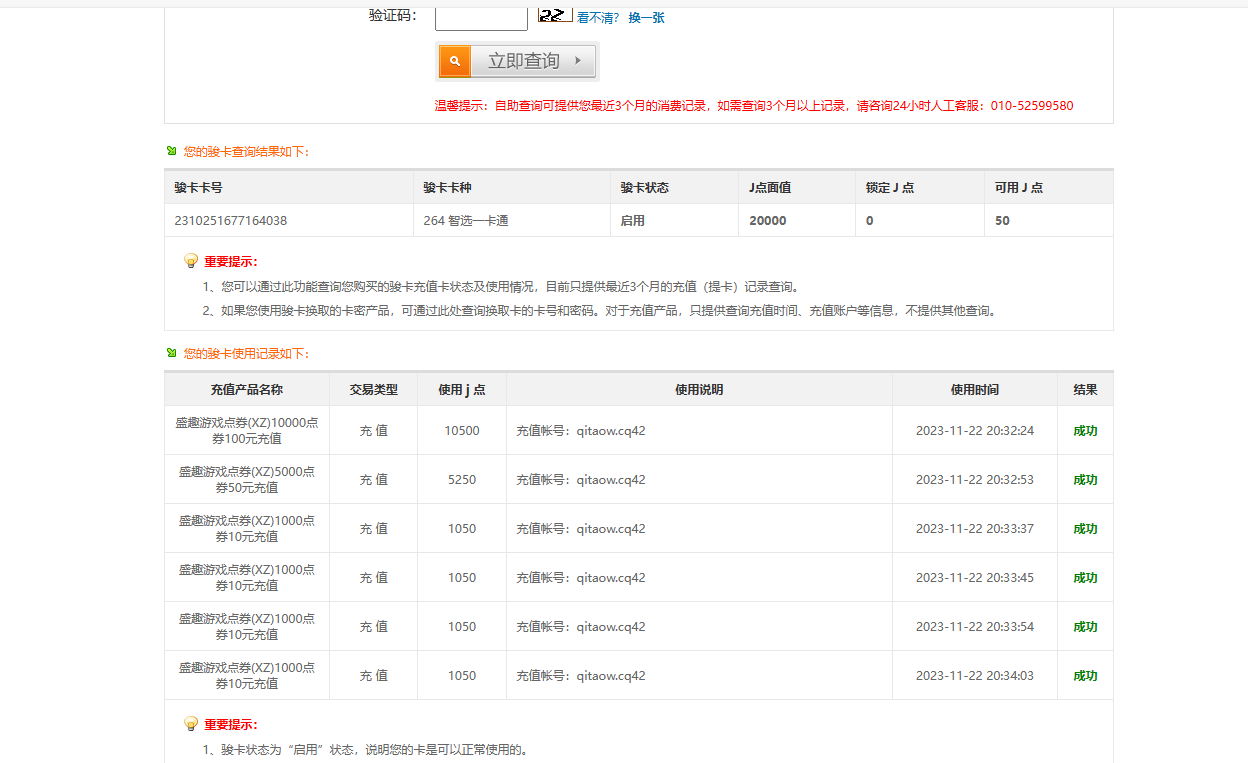 验证码： 22 看不清? 换一张
立即查询
温馨提示：自助查询可提供您最近3个月的消费记录，如需查询3个月以上记录，请咨询24小时人工客服：010-52599580
您的骏卡查询结果如下：
骏卡卡号 骏卡卡种 骏卡状态 J点面值 锁定 J 点 可用 J 点
2310251677164038 264 智选一卡通 启用 20000 0 50
重要提示：
1、您可以通过此功能查询您购买的骏卡充值卡状态及使用情况，目前只提供最近3个月的充值（提卡）记录查询。
2、如果您使用骏卡换取的卡密产品，可通过此处查询换取卡的卡号和密码。对于充值产品，只提供查询充值时间、充值账户等信息，不提供其他查询。
您的骏卡使用记录如下：
充值产品名称 交易类型 使用 j 点 使用说明 使用时间 结果
盛趣游戏点券(XZ)10000点
券100元充值 充 值 10500 充值帐号：qitaow.cq42 2023-11-22 20:32:24 成功
盛趣游戏点券(XZ)5000点
券50元充值 充 值 5250 充值帐号：qitaow.cq42 2023-11-22 20:32:53 成功
盛趣游戏点券(XZ)1000点
券10元充值 充 值 1050 充值帐号：qitaow.cq42 2023-11-22 20:33:37 成功
盛趣游戏点券(XZ)1000点
券10元充值 充 值 1050 充值帐号：qitaow.cq42 2023-11-22 20:33:45 成功
盛趣游戏点券(XZ)1000点
券10元充值 充 值 1050 充值帐号：qitaow.cq42 2023-11-22 20:33:54 成功
盛趣游戏点券(XZ)1000点
券10元充值 充 值 1050 充值帐号：qitaow.cq42 2023-11-22 20:34:03 成功
重要提示：
1、骏卡状态为“启用”状态，说明您的卡是可以正常使用的。